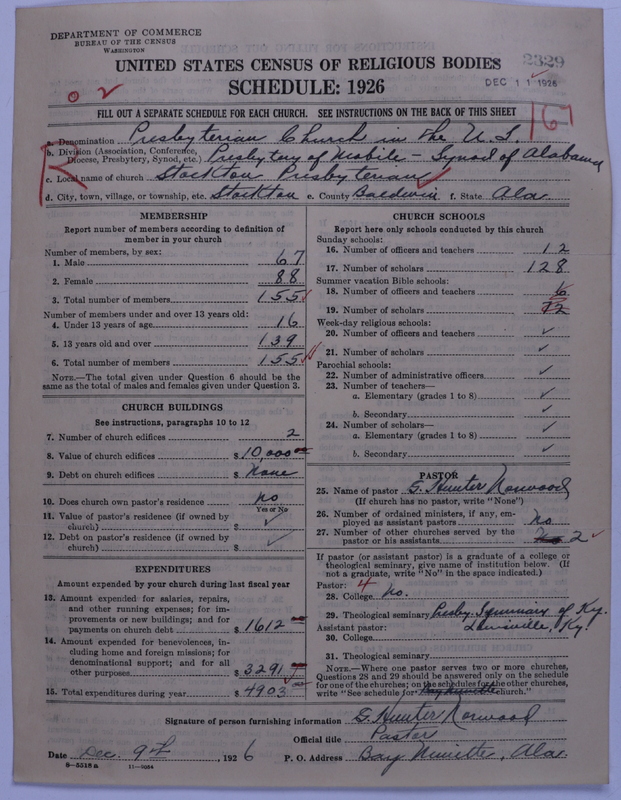 DEPARTMENT OF COMMERCE
BUREAU OF THE CENSUS
WASHINGTON
2329
UNITED STATES CENSUS OF RELIGIOUS BODIES
DEC 11 1926
SCHEDULE: 1926
FILL OUT A SEPARATE SCHEDULE FOR EACH CHURCH. SEE INSTRUCTIONS ON THE BACK OF THIS SHEET
167
a. Denomination Presbyterian Church in the U.S.
b. Division (Association, Conference, Diocese, Presbytery, Synod, etc.) Presbytery of Mobile - Synod of Alabama
c. Local name of church Stockton Presbyterian
d. City, town, village, or township, etc. Stockton e. County Baldwin f. State Ala.
MEMBERSHIP
Report number of members according to definition of
member in your church
Number of members, by sex:
1. Male 67
2. Female 88
3. Total number of members 155
Number of members under and over 13 years old:
4. Under 13 years of age 16
5. 13 years old and over 139
6. Total number of members 155
NOTE.—The total given under Question 6 should be
same as the total of males and females given under Question 3.
CHURCH BUILDINGS
See instructions, paragraphs 10 to 12
7. Number of church edifices 2
8. Value of church edifices $10,000
9. Debt on church edifices $ None
10. Does church own pastor's residence No
Yes or No
11. Value of pastor's residence (if owned by
church) $ ✓
12. Debt on pastor's residence (if owned by
church) $ ✓
EXPENDITURES
Amount expended by your church during last fiscal year
13. Amount expended for salaries, repairs,
and other running expenses; for im-
provements or new buildings; and for
payments on church debt $ 1612
14. Amount expended for benevolences, in-
cluding home and foreign missions; for
denominational support; and for all
other purposes $ 3291
15. Total expenditures during year $ 4903
CHURCH SCHOOLS
Report here only schools conducted by this church
Sunday schools:
16. Number of officers and teachers 12
17. Number of scholars 128
Summer vacation Bible schools:
18. Number of officers and teachers 6
19. Number of scholars 72
Week-day religious schools:
20. Number of officers and teachers ✓
21. Number of scholars ✓
Parochial schools:
22. Number of administrative officers ✓
23. Number of teachers—
a. Elementary (grades 1 to 8) ✓
b. Secondary ✓
24. Number of scholars—
a. Elementary (grades 1 to 8) ✓
b. Secondary ✓
PASTOR
25. Name of pastor S. Hunter Norwood
(If church has no pastor, write "None")
26. Number of ordained ministers, if any, em-
ployed as assistant pastors No
27. Number of other churches served by the
pastor or his assistants 2
If pastor (or assistant pastor) is a graduate of a college or
theological seminary, give name of institution below. (If
not a graduate, write "No" in the space indicated.)
Pastor: 4
28. College No.
29. Theological seminary Presby. Seminary of Ky.
Assistant pastor: Louisville, Ky.
30. College
31. Theological seminary
NOTE.—Where one pastor serves two or more churches,
Questions 28 and 29 should be answered only on the schedule
for one of the churches; on the schedules for the other churches,
write "See schedule for Bay Minette church."
Signature of person furnishing information S. Hunter Norwood
Official title Pastor
Date Dec. 9th, 1926 P. O. Address Bay Minette, Ala.
8—5318 a 11—8084